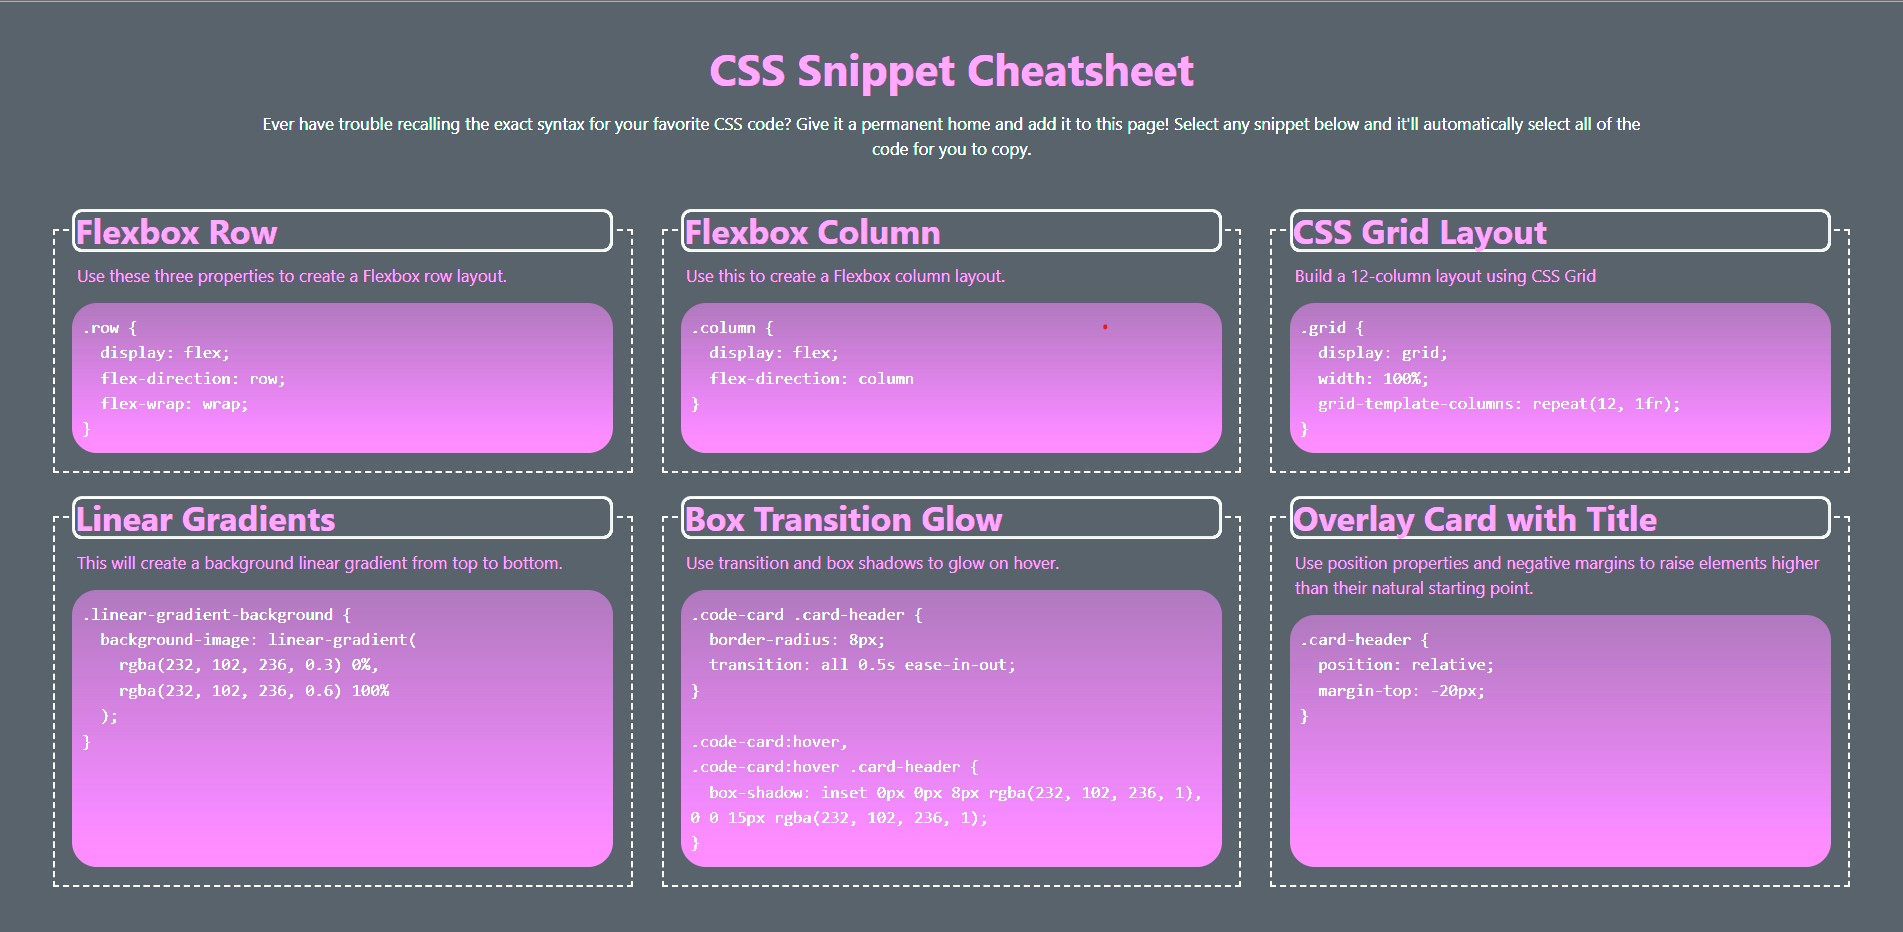 CSS Snippet Cheatsheet
Ever have trouble recalling the exact syntax for your favorite CSS code? Give it a permanent home and add it to this page! Select any snippet below and it'll automatically select all of the
code for you to copy.
Flexbox Row
Use these three properties to create a Flexbox row layout.
.row {
  display: flex;
  flex-direction: row;
  flex-wrap: wrap;
}
Flexbox Column
Use this to create a Flexbox column layout.
.column {
  display: flex;
  flex-direction: column
}
CSS Grid Layout
Build a 12-column layout using CSS Grid
.grid {
  display: grid;
  width: 100%;
  grid-template-columns: repeat(12, 1fr);
}
Linear Gradients
This will create a background linear gradient from top to bottom.
.linear-gradient-background {
  background-image: linear-gradient(
    rgba(232, 102, 236, 0.3) 0%,
    rgba(232, 102, 236, 0.6) 100%
  );
}
Box Transition Glow
Use transition and box shadows to glow on hover.
.code-card .card-header {
  border-radius: 8px;
  transition: all 0.5s ease-in-out;
}
.code-card:hover,
.code-card:hover .card-header {
  box-shadow: inset 0px 0px 8px rgba(232, 102, 236, 1),
0 0 15px rgba(232, 102, 236, 1);
}
Overlay Card with Title
Use position properties and negative margins to raise elements higher
than their natural starting point.
.card-header {
  position: relative;
  margin-top: -20px;
}